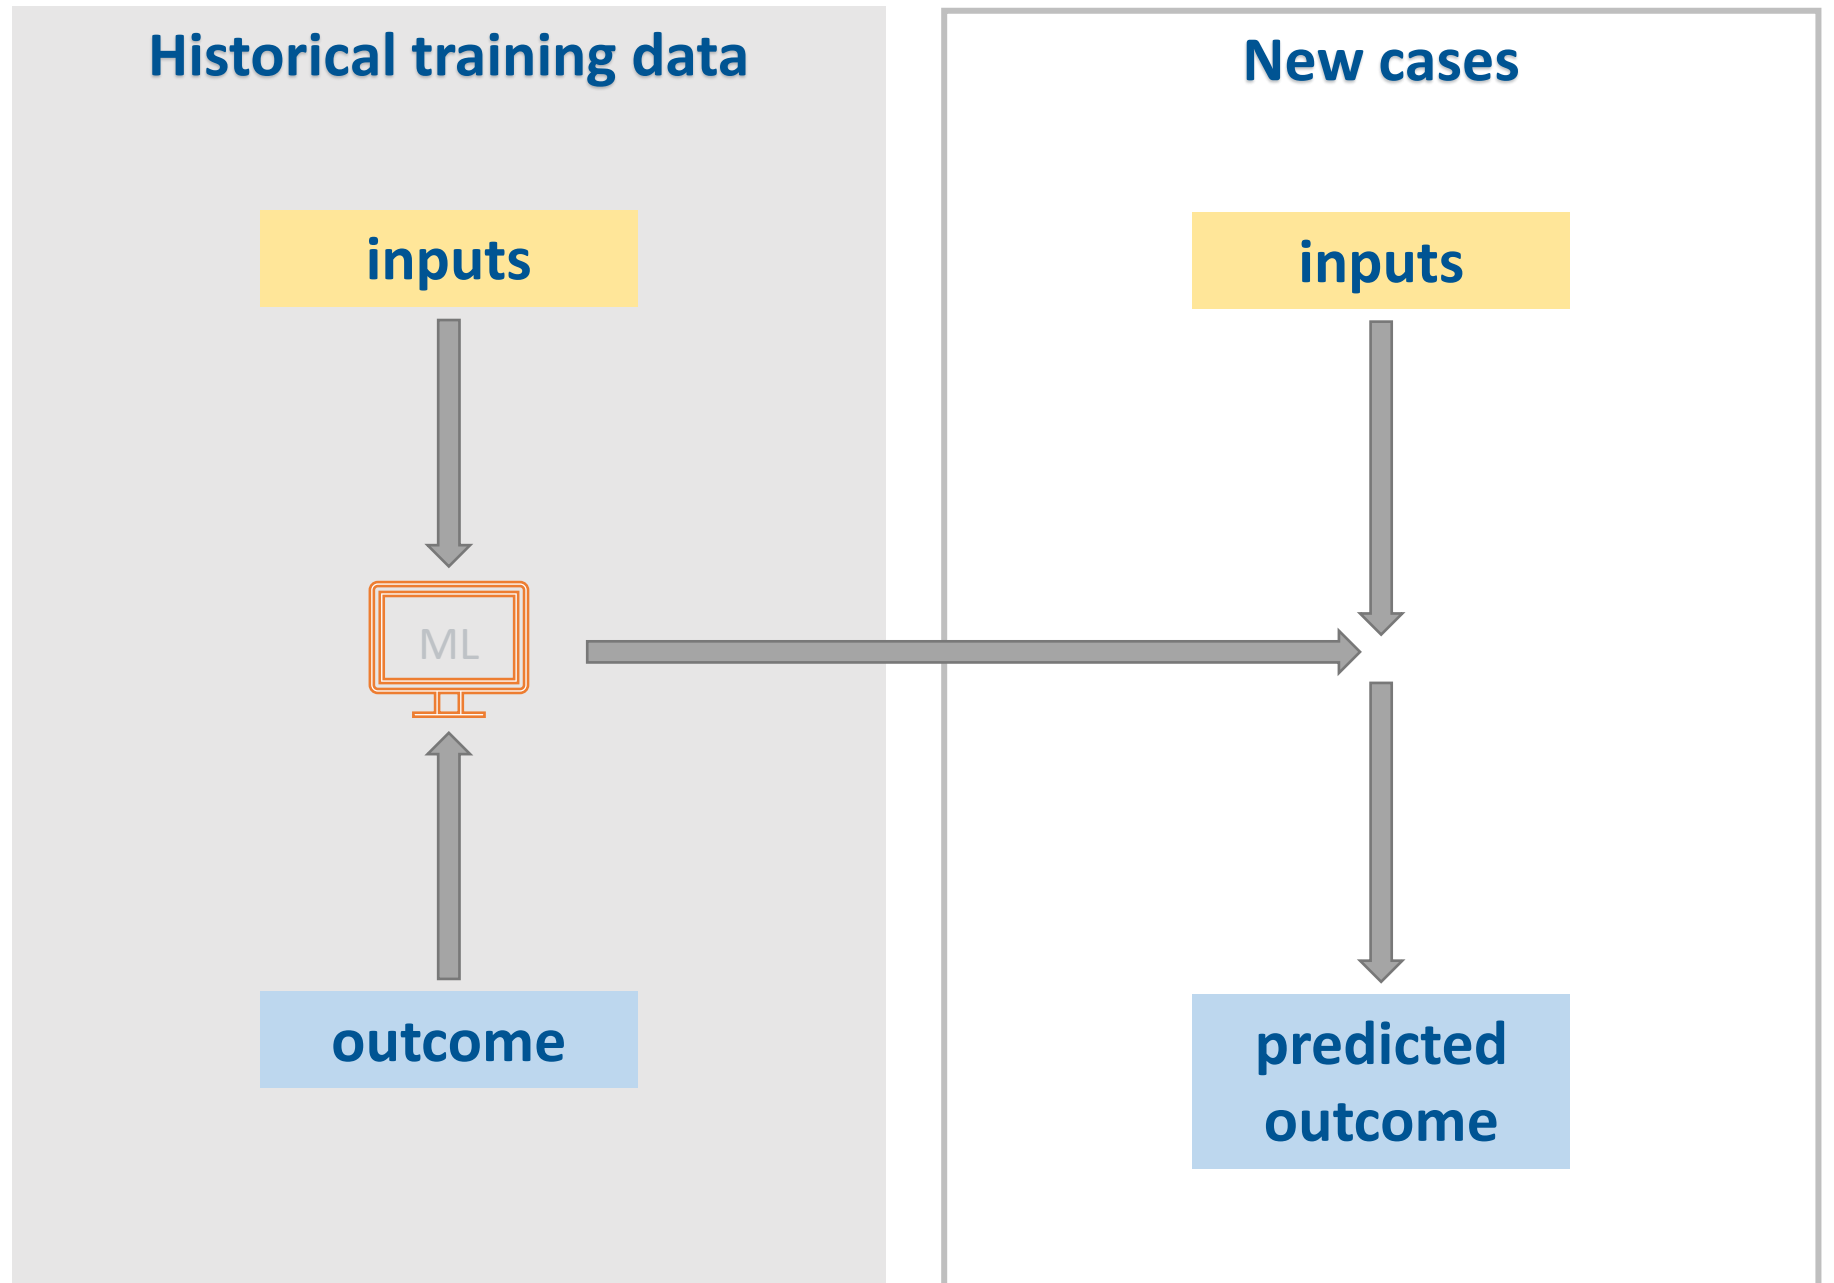 Historical training data
inputs
ML
outcome
New cases
inputs
predicted
outcome